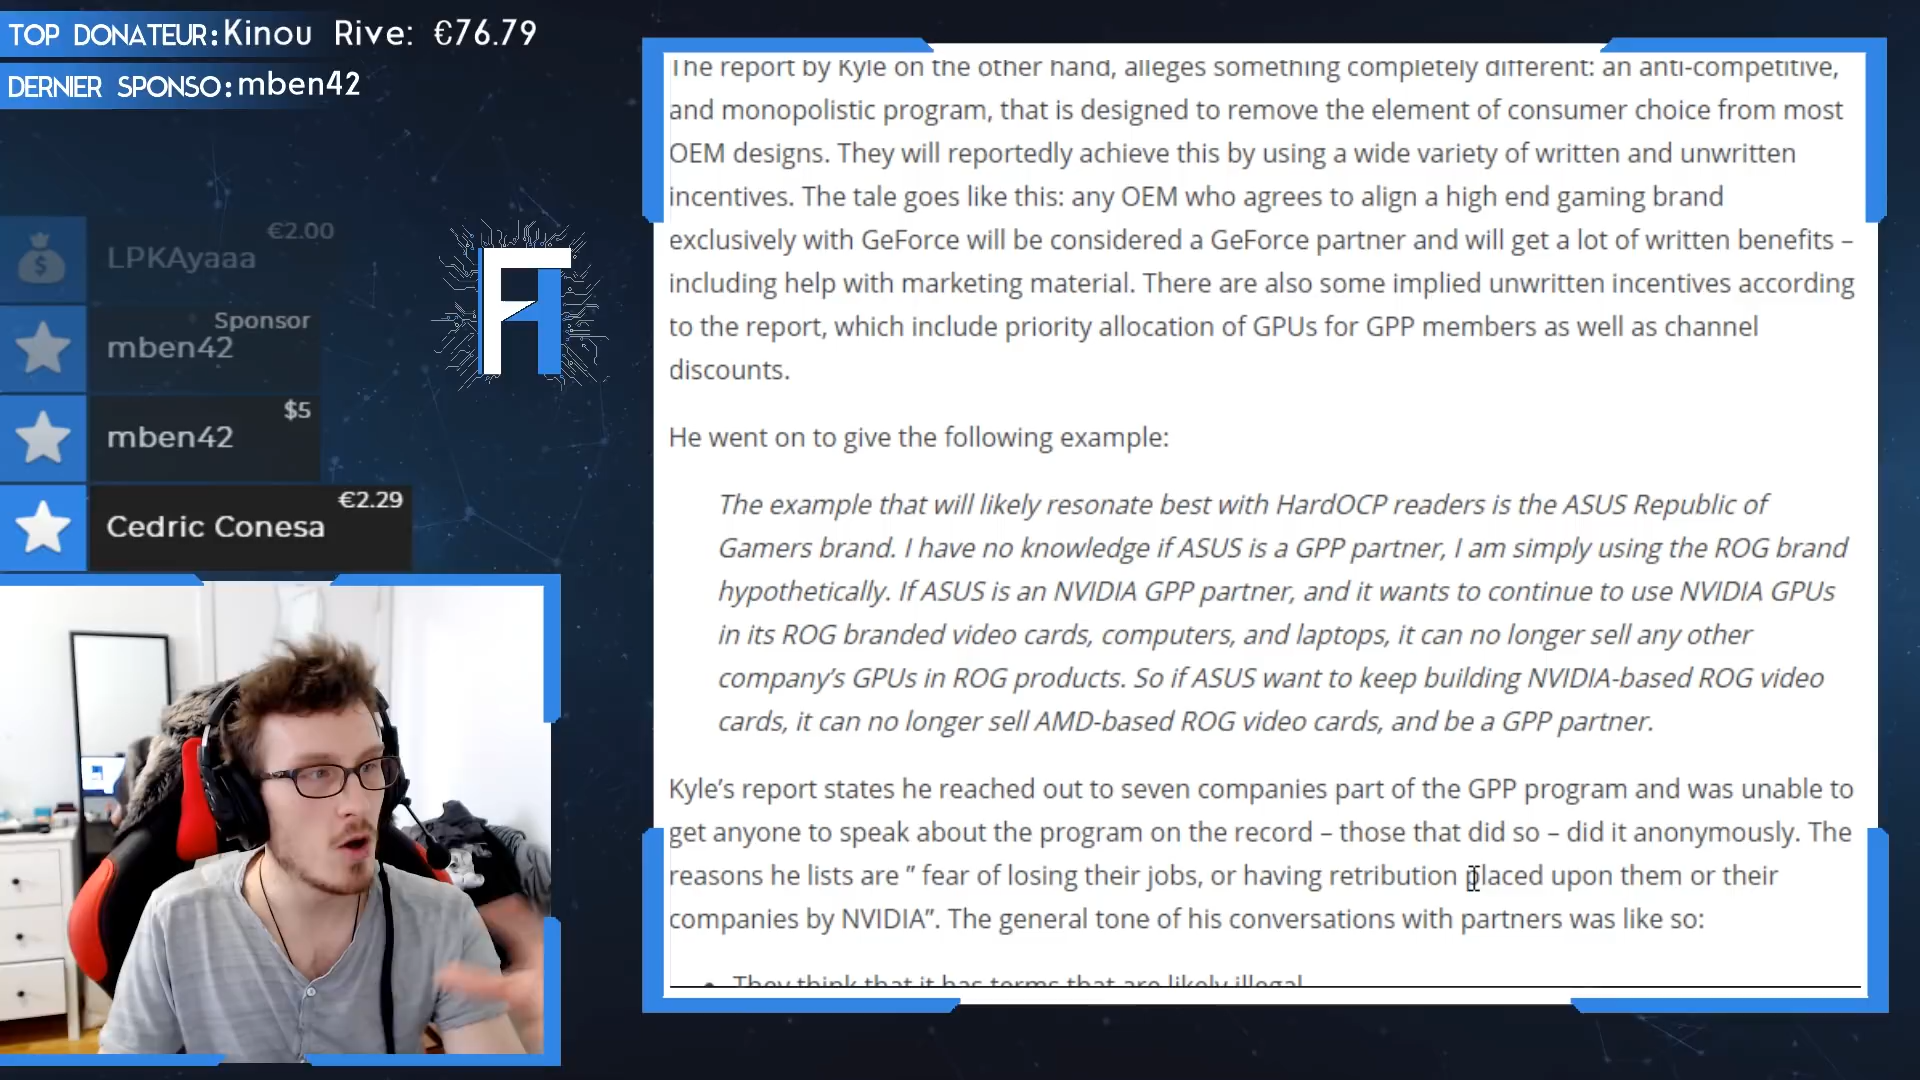 TOP DONATEUR:Kinou Rive: €76.79
DERNIER SPONSO:mben42
€2.00
LPKAyaaa
Sponsor
mben42
$5
mben42
€2.29
Cedric Conesa
The report by Kyle on the other hand, alleges something completely different: an anti-competitive,
and monopolistic program, that is designed to remove the element of consumer choice from most
OEM designs. They will reportedly achieve this by using a wide variety of written and unwritten
incentives. The tale goes like this: any OEM who agrees to align a high end gaming brand
exclusively with GeForce will be considered a GeForce partner and will get a lot of written benefits –
including help with marketing material. There are also some implied unwritten incentives according
to the report, which include priority allocation of GPUs for GPP members as well as channel
discounts.
He went on to give the following example:
The example that will likely resonate best with HardOCP readers is the ASUS Republic of
Gamers brand. I have no knowledge if ASUS is a GPP partner, I am simply using the ROG brand
hypothetically. If ASUS is an NVIDIA GPP partner, and it wants to continue to use NVIDIA GPUs
in its ROG branded video cards, computers, and laptops, it can no longer sell any other
company's GPUs in ROG products. So if ASUS want to keep building NVIDIA-based ROG video
cards, it can no longer sell AMD-based ROG video cards, and be a GPP partner.
Kyle's report states he reached out to seven companies part of the GPP program and was unable to
get anyone to speak about the program on the record – those that did so – did it anonymously. The
reasons he lists are " fear of losing their jobs, or having retribution placed upon them or their
companies by NVIDIA". The general tone of his conversations with partners was like so:
• They think that it has terms that are likely illegal